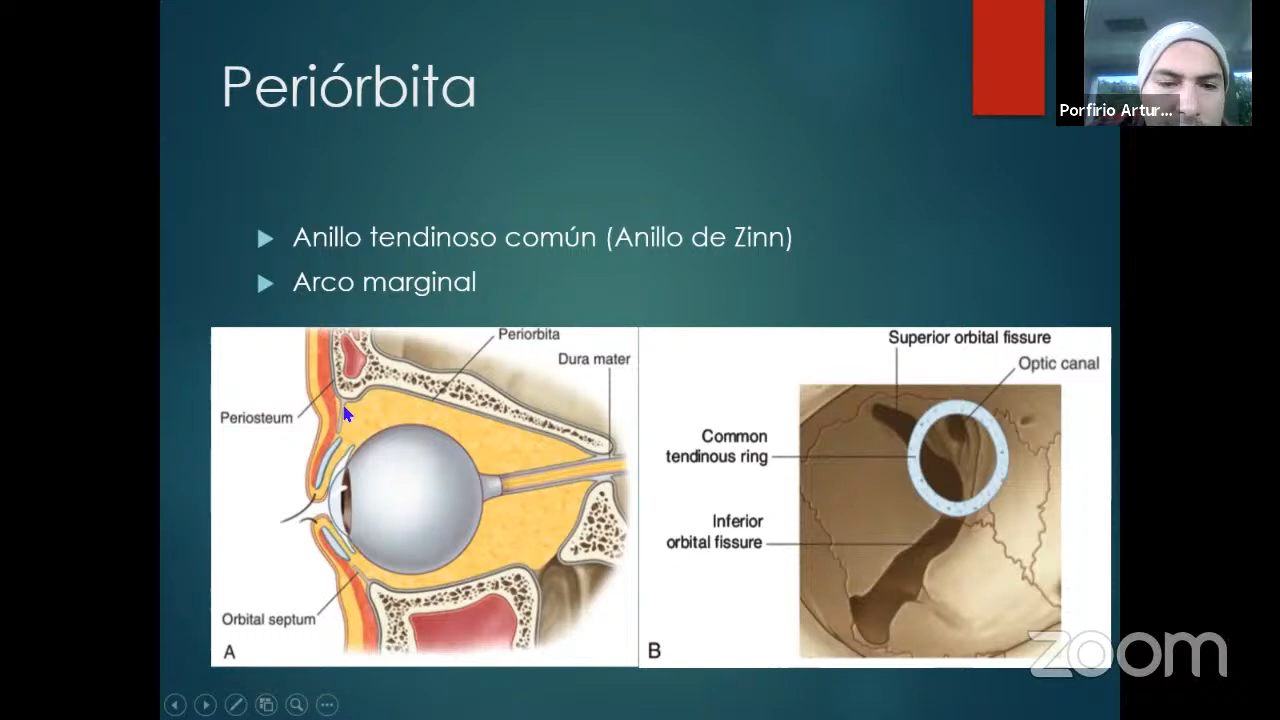 Periórbita
Porfirio Artur...
Anillo tendinoso común (Anillo de Zinn)
Arco marginal
Periorbita
Dura mater
Periosteum
Orbital septum
A
Superior orbital fissure
Optic canal
Common
tendinous ring
Inferior
orbital fissure
B
zoom